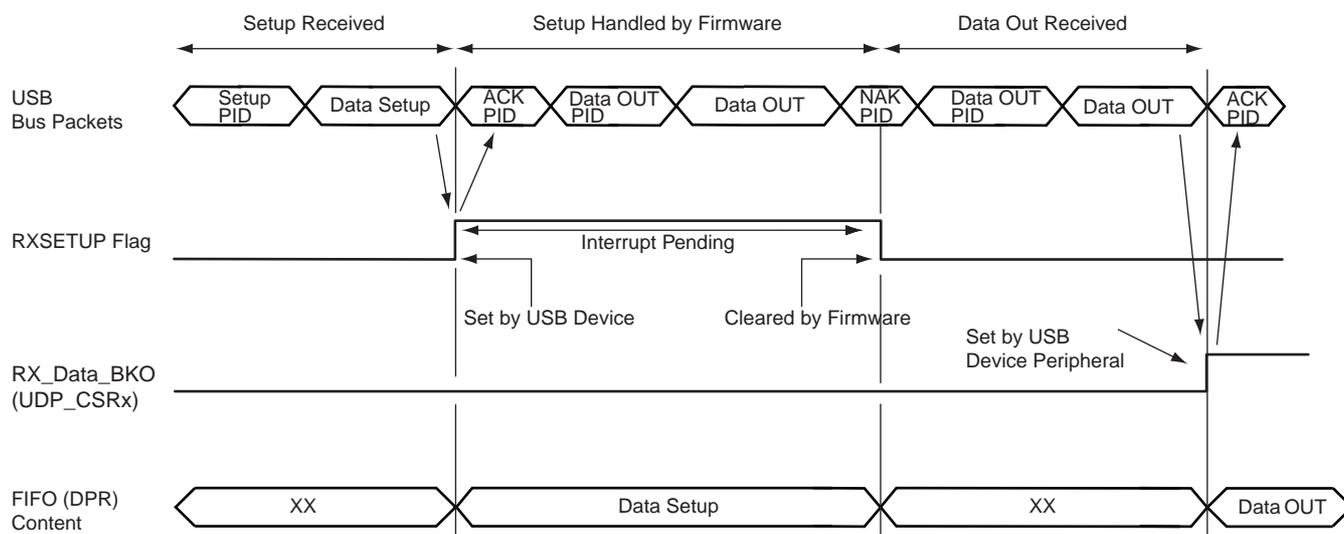 Setup Received
Setup Handled by Firmware
Data Out Received
USB
Bus Packets
Setup
PID
Data Setup
ACK
PID
Data OUT
PID
Data OUT
NAK
PID
Data OUT
PID
Data OUT
ACK
PID
RXSETUP Flag
Interrupt Pending
Set by USB Device
Cleared by Firmware
Set by USB
Device Peripheral
RX_Data_BKO
(UDP_CSRx)
FIFO (DPR)
Content
XX
Data Setup
XX
Data OUT